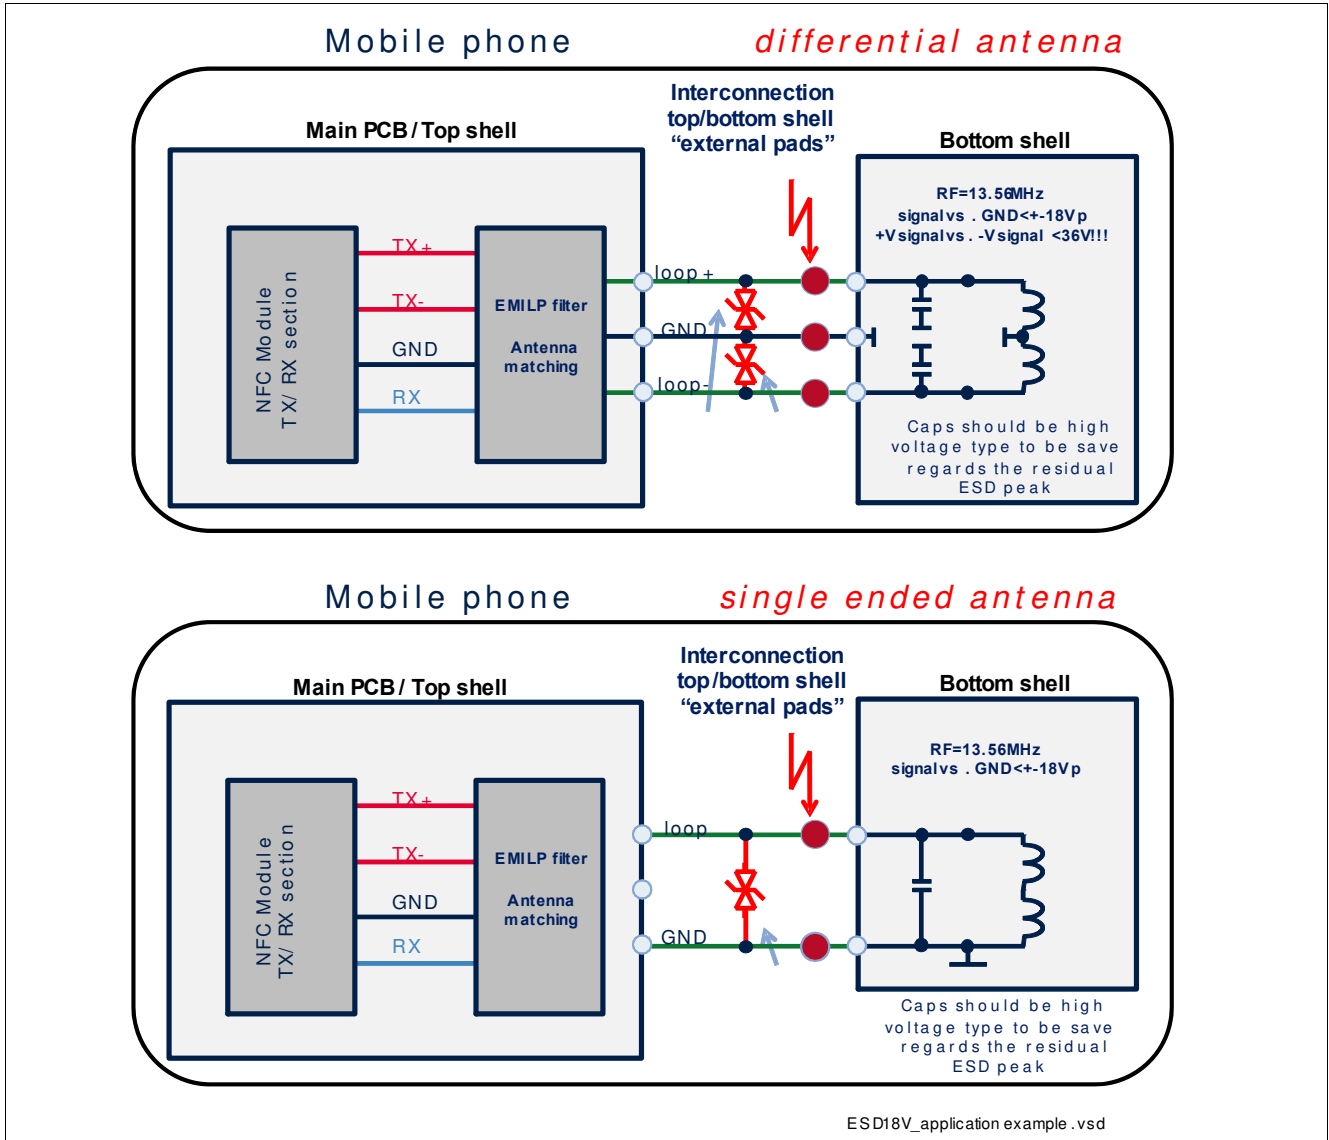 Mobile phone
differential antenna
Interconnection
top/bottom shell
“external pads”
Main PCB / Top shell
Bottom shell
RF=13.56MHz
signal vs . GND<+-18Vp
+Vsignal vs . -Vsignal <36V!!!
NFC Module
TX/ RX section
TX+
TX-
GND
RX
EMILP filter
Antenna
matching
loop +
GND
loop-
Caps should be high
voltage type to be save
regards the residual
ESD peak
Mobile phone
single ended antenna
Interconnection
top/bottom shell
“external pads”
Main PCB / Top shell
Bottom shell
RF=13.56MHz
signal vs . GND<+-18Vp
NFC Module
TX/ RX section
TX+
TX-
GND
RX
EMILP filter
Antenna
matching
loop
GND
Caps should be high
voltage type to be save
regards the residual
ESD peak
ESD18V_application example .vsd